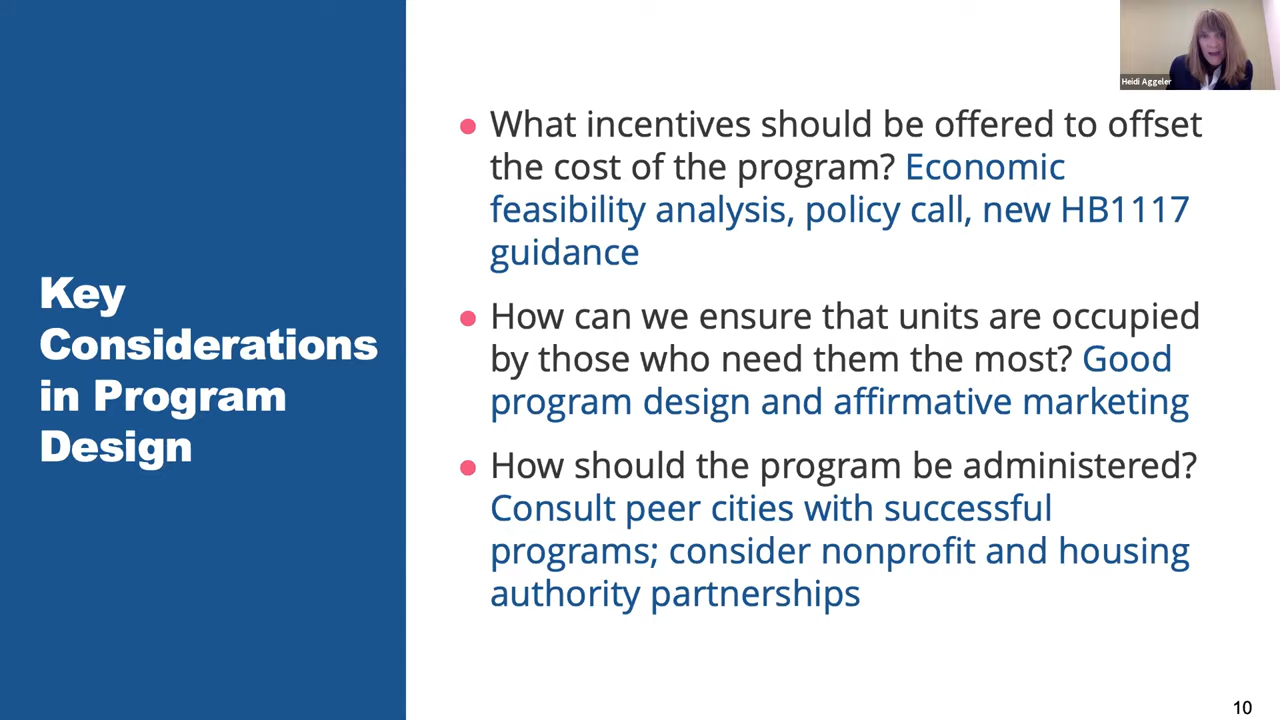 Heidi Aggeler
Key
Considerations
in Program
Design
What incentives should be offered to offset
the cost of the program? Economic
feasibility analysis, policy call, new HB1117
guidance
How can we ensure that units are occupied
by those who need them the most? Good
program design and affirmative marketing
How should the program be administered?
Consult peer cities with successful
programs; consider nonprofit and housing
authority partnerships
10